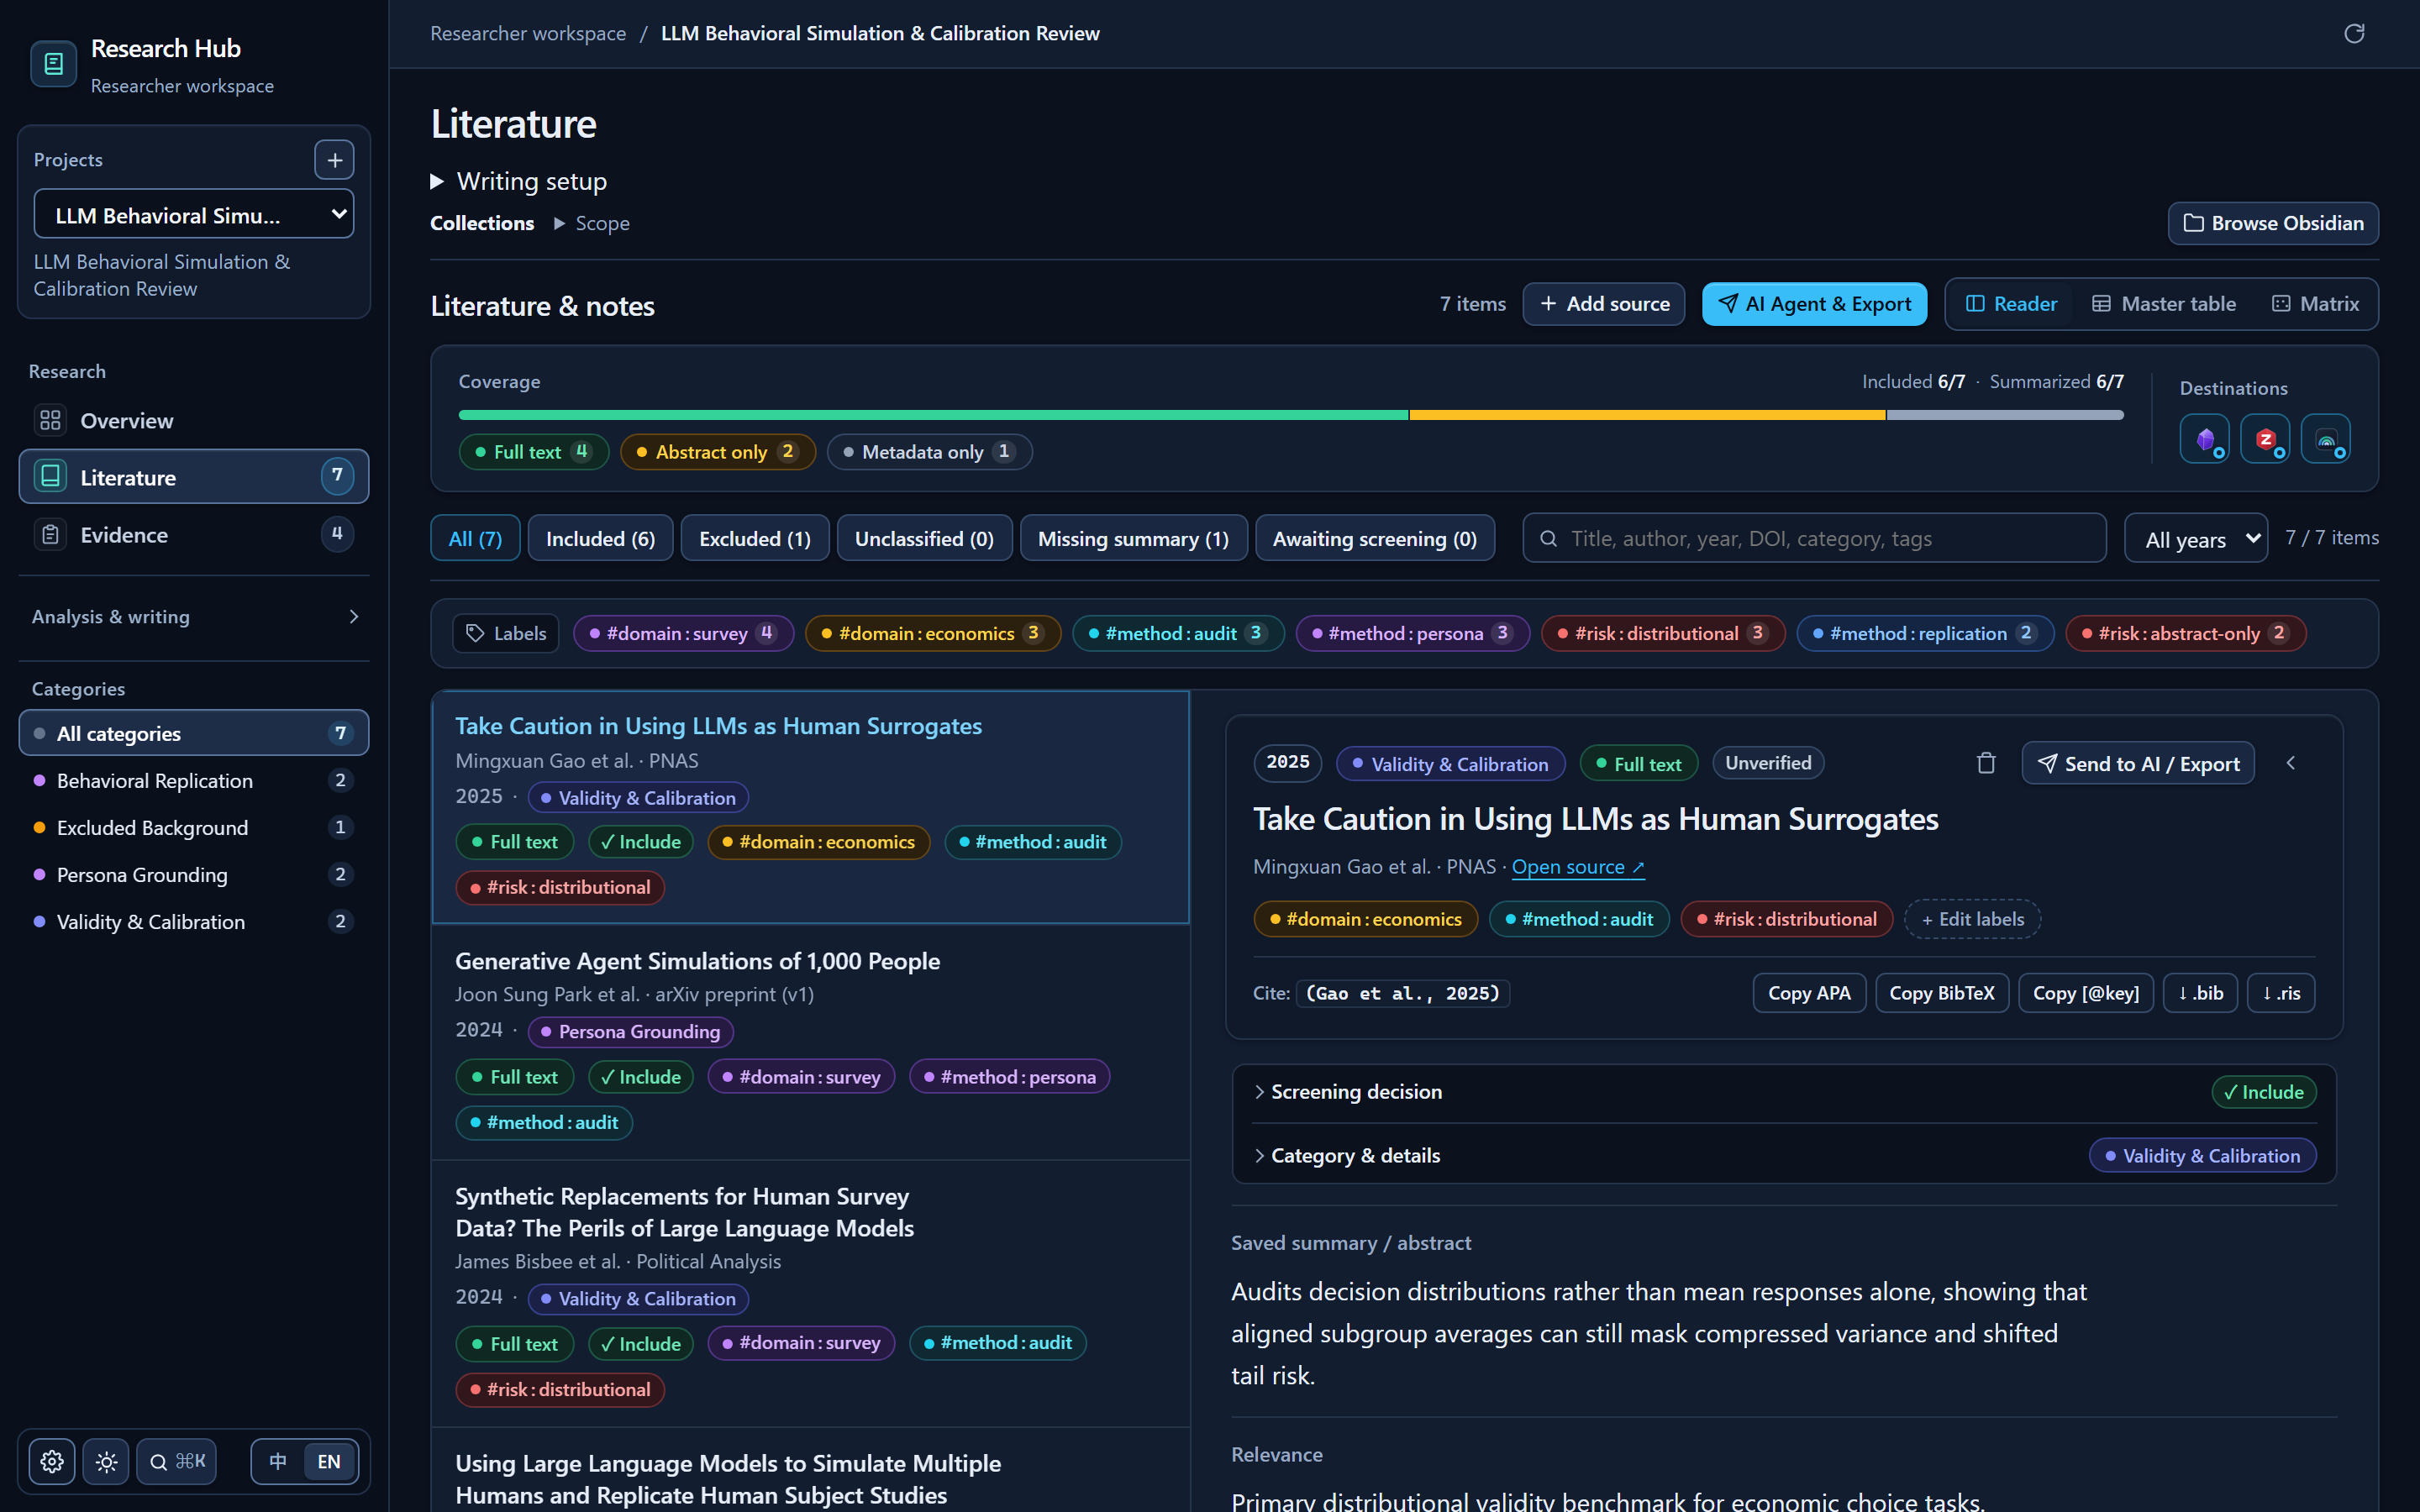 Research Hub
Researcher workspace
Projects
+
LLM Behavioral Simu...
LLM Behavioral Simulation &
Calibration Review
Research
Overview
Literature 7
Evidence 4
Analysis & writing
Categories
All categories 7
Behavioral Replication 2
Excluded Background 1
Persona Grounding 2
Validity & Calibration 2
⌘K
中 EN
Researcher workspace / LLM Behavioral Simulation & Calibration Review
Literature
Writing setup
Collections Scope
Browse Obsidian
Literature & notes
7 items
+ Add source
AI Agent & Export
Reader
Master table
Matrix
Coverage
Included 6/7 · Summarized 6/7
Full text 4
Abstract only 2
Metadata only 1
Destinations
All (7)
Included (6)
Excluded (1)
Unclassified (0)
Missing summary (1)
Awaiting screening (0)
Title, author, year, DOI, category, tags
All years
7 / 7 items
Labels
#domain:survey 4
#domain:economics 3
#method:audit 3
#method:persona 3
#risk:distributional 3
#method:replication 2
#risk:abstract-only 2
Take Caution in Using LLMs as Human Surrogates
Mingxuan Gao et al. · PNAS
2025 · Validity & Calibration
Full text ✓ Include #domain:economics #method:audit
#risk:distributional
Generative Agent Simulations of 1,000 People
Joon Sung Park et al. · arXiv preprint (v1)
2024 · Persona Grounding
Full text ✓ Include #domain:survey #method:persona
#method:audit
Synthetic Replacements for Human Survey
Data? The Perils of Large Language Models
James Bisbee et al. · Political Analysis
2024 · Validity & Calibration
Full text ✓ Include #domain:survey #method:audit
#risk:distributional
Using Large Language Models to Simulate Multiple
Humans and Replicate Human Subject Studies
2025 Validity & Calibration Full text Unverified
Send to AI / Export
Take Caution in Using LLMs as Human Surrogates
Mingxuan Gao et al. · PNAS · Open source ↗
#domain:economics #method:audit #risk:distributional + Edit labels
Cite: (Gao et al., 2025)
Copy APA
Copy BibTeX
Copy [@key]
↓ .bib
↓ .ris
Screening decision ✓ Include
Category & details Validity & Calibration
Saved summary / abstract
Audits decision distributions rather than mean responses alone, showing that
aligned subgroup averages can still mask compressed variance and shifted
tail risk.
Relevance
Primary distributional validity benchmark for economic choice tasks.